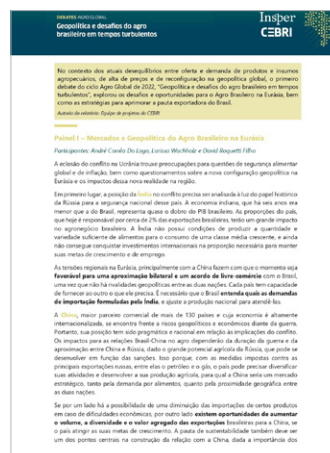 DEBATES AGRO GLOBAL
Geopolítica e desafios do agro
brasileiro em tempos turbulentos
Insper
CEBRI
No contexto dos atuais desequilíbrios entre oferta e demanda de produtos e insumos
agropecuários, de alta de preços e de reconfiguração na geopolítica global, o primeiro
debate do ciclo Agro Global de 2022, "Geopolítica e desafios do agro brasileiro em tempos
turbulentos", explorou os desafios e oportunidades para o Agro Brasileiro na Eurásia, bem
como as estratégias para aprimorar a pauta exportadora do Brasil.
Autoria do relatório: Equipe de projetos do CEBRI
Painel I – Mercados e Geopolítica do Agro Brasileiro na Eurásia
Participantes: André Corrêa Do Lago, Larissa Wachholz e David Roquetti Filho
A eclosão do conflito na Ucrânia trouxe preocupações para questões de segurança alimentar
global e de inflação, bem como questionamentos sobre a nova configuração geopolítica na
Eurásia e os impactos dessa nova realidade na região.
Em primeiro lugar, a posição da Índia no conflito precisa ser analisada à luz do papel histórico
da Rússia para a segurança nacional desse país. A economia indiana, que há seis anos era
menor que a do Brasil, representa quase o dobro do PIB brasileiro. As proporções do país,
que hoje é responsável por cerca de 2% das exportações brasileiras, terão um grande impacto
no agronegócio brasileiro. A Índia não possui condições de produzir a quantidade e
variedade suficiente de alimentos para o consumo de uma classe média crescente, e ainda
não consegue conquistar investimentos internacionais na proporção necessária para manter
suas metas de crescimento e de emprego.
As tensões regionais na Eurásia, principalmente com a China fazem com que o momento seja
favorável para uma aproximação bilateral e um acordo de livre-comércio com o Brasil,
uma vez que não há rivalidades geopolíticas entre as duas nações. Cada país tem capacidade
de fornecer ao outro o que ele precisa. É necessário que o Brasil entenda quais as demandas
de importação formuladas pela Índia, e ajuste a produção nacional para atendê-las.
A China, maior parceiro comercial de mais de 130 países e cuja economia é altamente
internacionalizada, se encontra frente a riscos geopolíticos e econômicos diante da guerra.
Portanto, sua posição tem sido pragmática e racional em relação às implicações do conflito.
Os impactos para as relações Brasil-China no agro dependerão da duração da guerra e da
aproximação entre China e Rússia, dado o grande potencial agrícola da Rússia, que pode se
desenvolver em função das sanções. Isso porque, com as medidas impostas contra as
principais exportações russas, entre elas o petróleo e o gás, o país pode precisar diversificar
suas atividades e desenvolver a sua produção agrícola, para qual a China seria um mercado
estratégico, tanto pela demanda por alimentos, quanto pela proximidade geográfica entre
as duas nações.
Se por um lado há a possibilidade de uma diminuição das importações de certos produtos
em caso de dificuldades econômicas, por outro lado existem oportunidades de aumentar
o volume, a diversidade e o valor agregado das exportações brasileiras para a China, se
o país atingir as suas metas de crescimento. A pauta de sustentabilidade também deve ser
um dos pontos centrais na construção da relação com a China, dada a importância dos